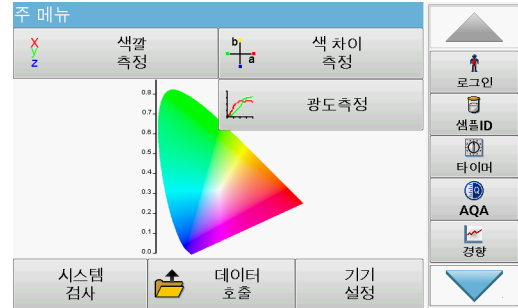 주 메뉴
X
y
z
색깔
측정
b
a
색 차이
측정
광도측정
0.8
0.7
0.6
0.5
0.4
0.3
0.2
0.1
0.0
시스템
검사
데이터
호출
기기
설정
로그인
샘플ID
타이머
AQA
경향